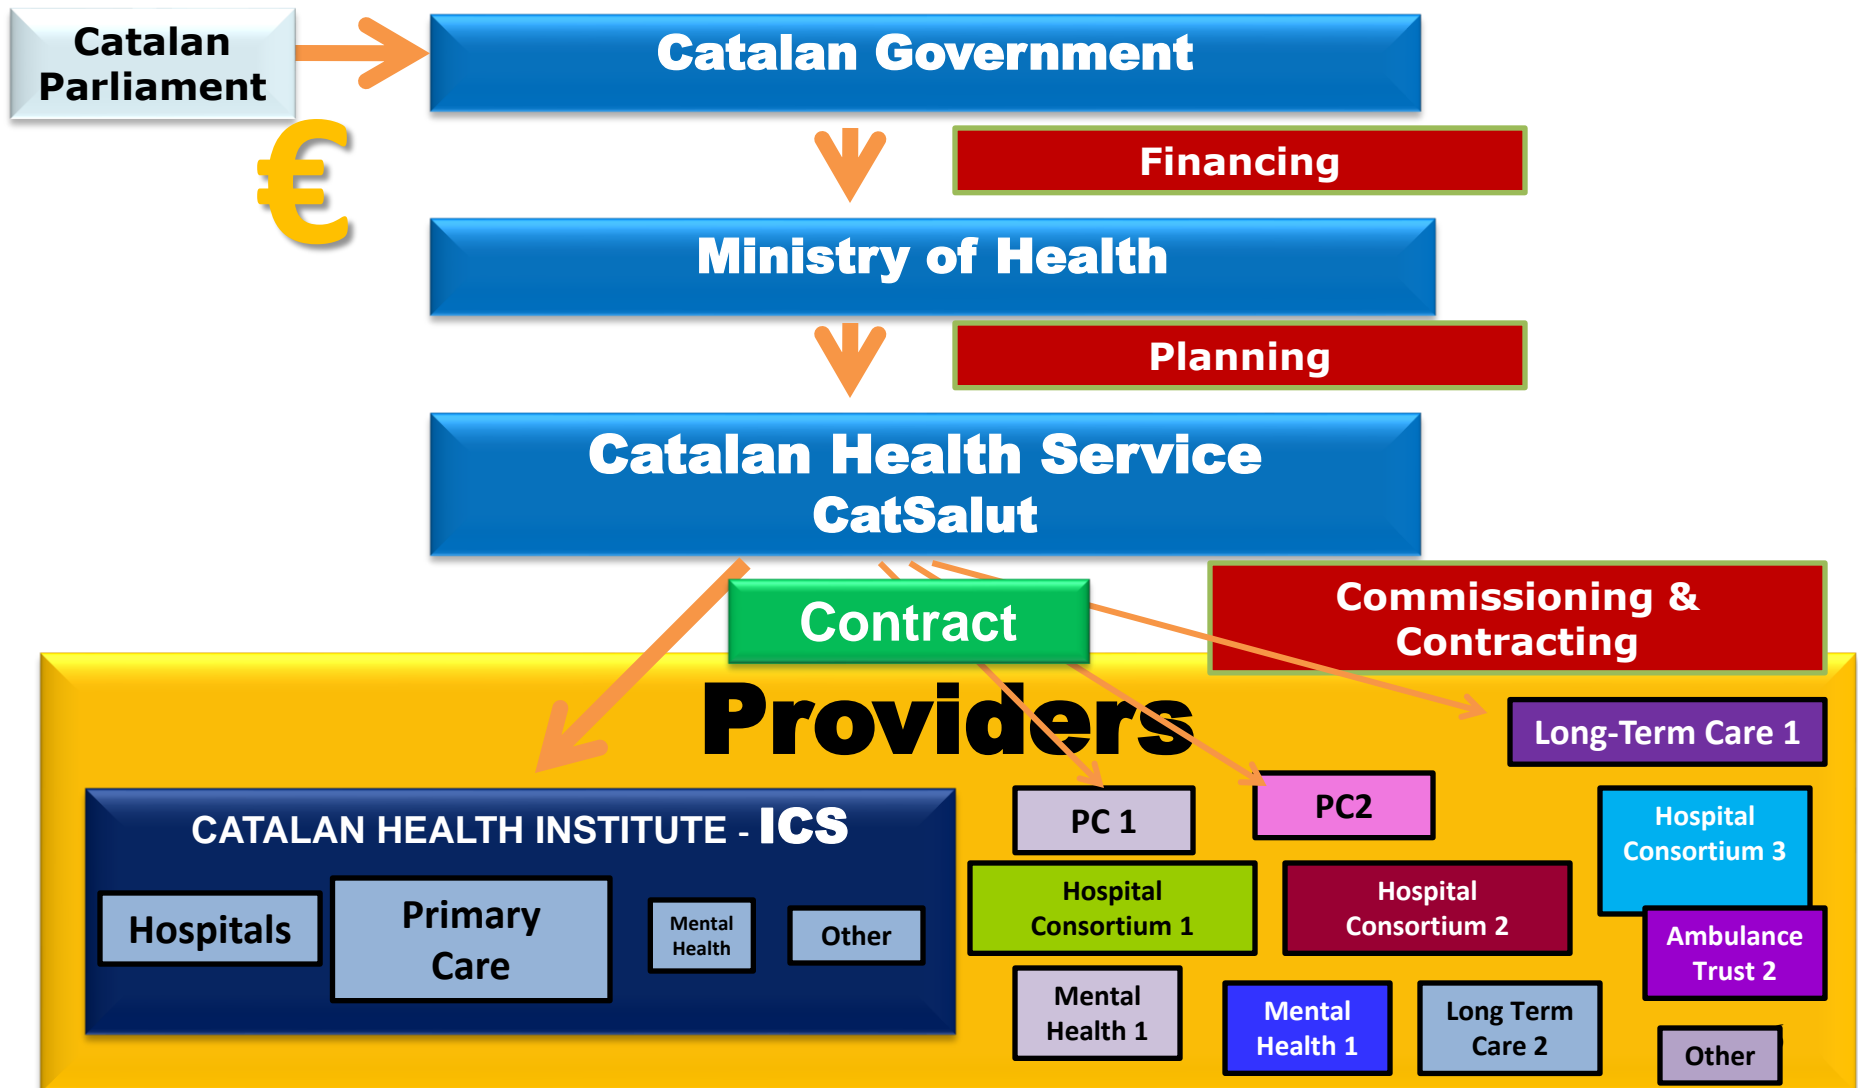 Catalan
Parliament
Catalan Government
€
Financing
Ministry of Health
Planning
Catalan Health Service
CatSalut
Contract
Commissioning &
Contracting
Providers
Long-Term Care 1
CATALAN HEALTH INSTITUTE - ICS
Hospitals
Primary
Care
Mental
Health
Other
PC 1
PC2
Hospital
Consortium 3
Hospital
Consortium 1
Hospital
Consortium 2
Ambulance
Trust 2
Mental
Health 1
Mental
Health 1
Long Term
Care 2
Other